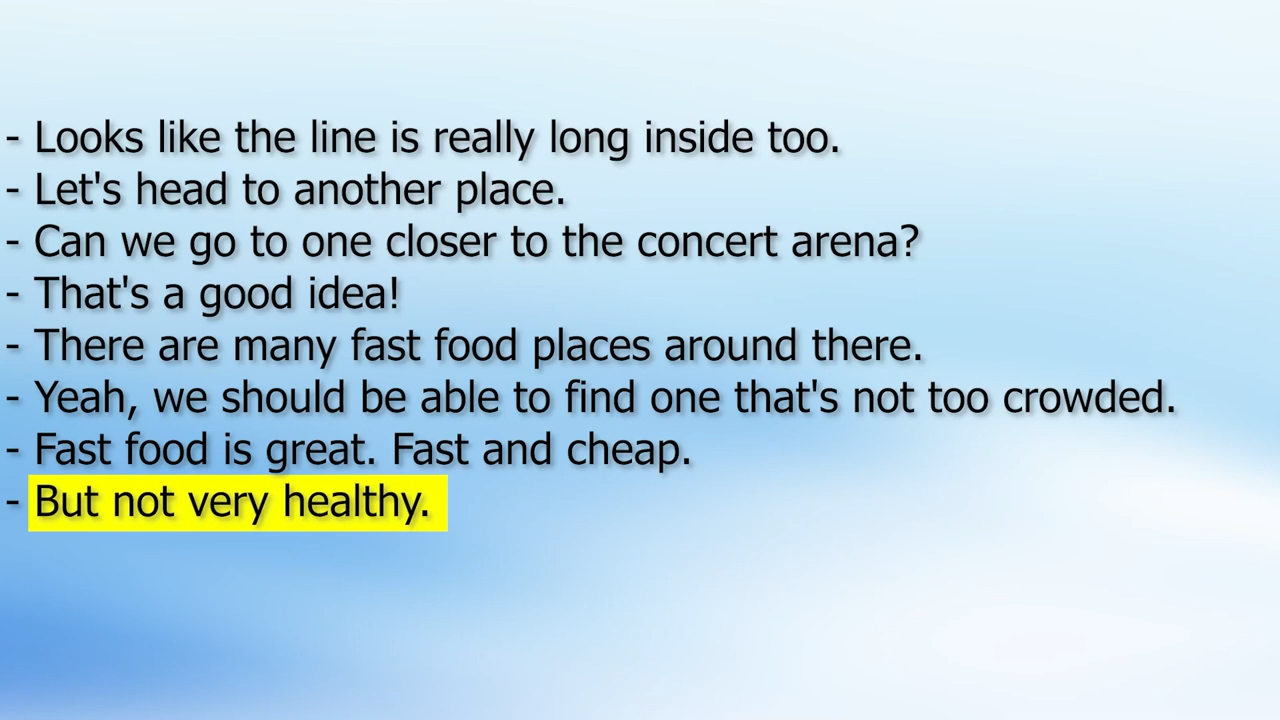 - Looks like the line is really long inside too.
- Let's head to another place.
- Can we go to one closer to the concert arena?
- That's a good idea!
- There are many fast food places around there.
- Yeah, we should be able to find one that's not too crowded.
- Fast food is great. Fast and cheap.
- But not very healthy.